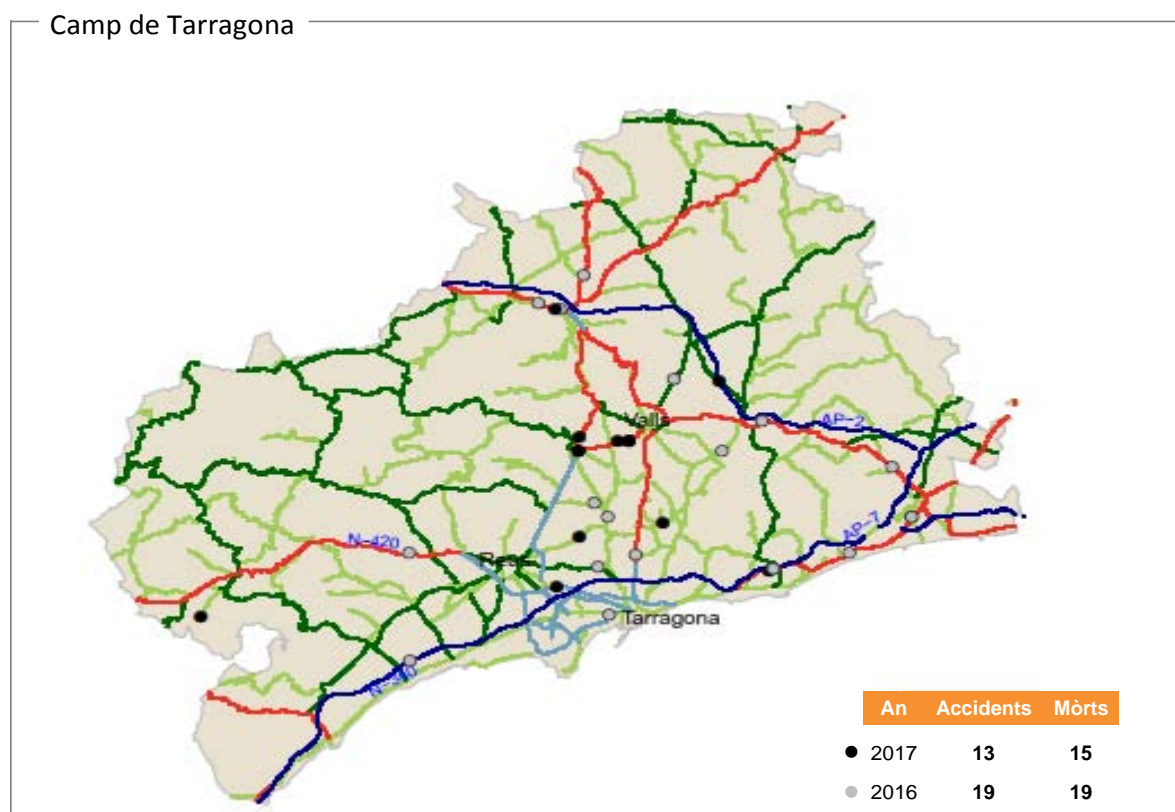 Camp de Tarragona
Valls
AP-2
N-420
AP-7
Reus
Tarragona
An Accidents Mòrts
2017 13 15
2016 19 19